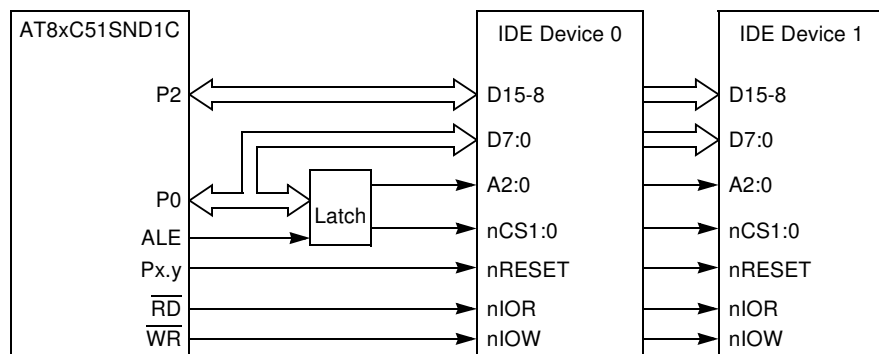 AT8xC51SND1C
IDE Device 0
IDE Device 1
P2
D15-8
D15-8
D7:0
D7:0
P0
Latch
A2:0
A2:0
nCS1:0
nCS1:0
ALE
Px.y
nRESET
nRESET
RD
nIOR
nIOR
WR
nIOW
nIOW